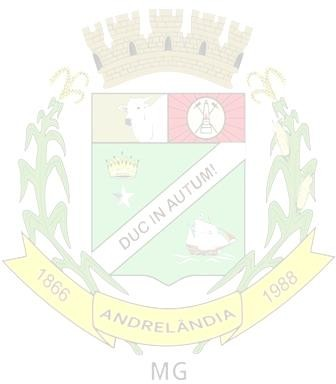 DUC IN AUTUM!
1866
ANDRELÂNDIA
1988
MG